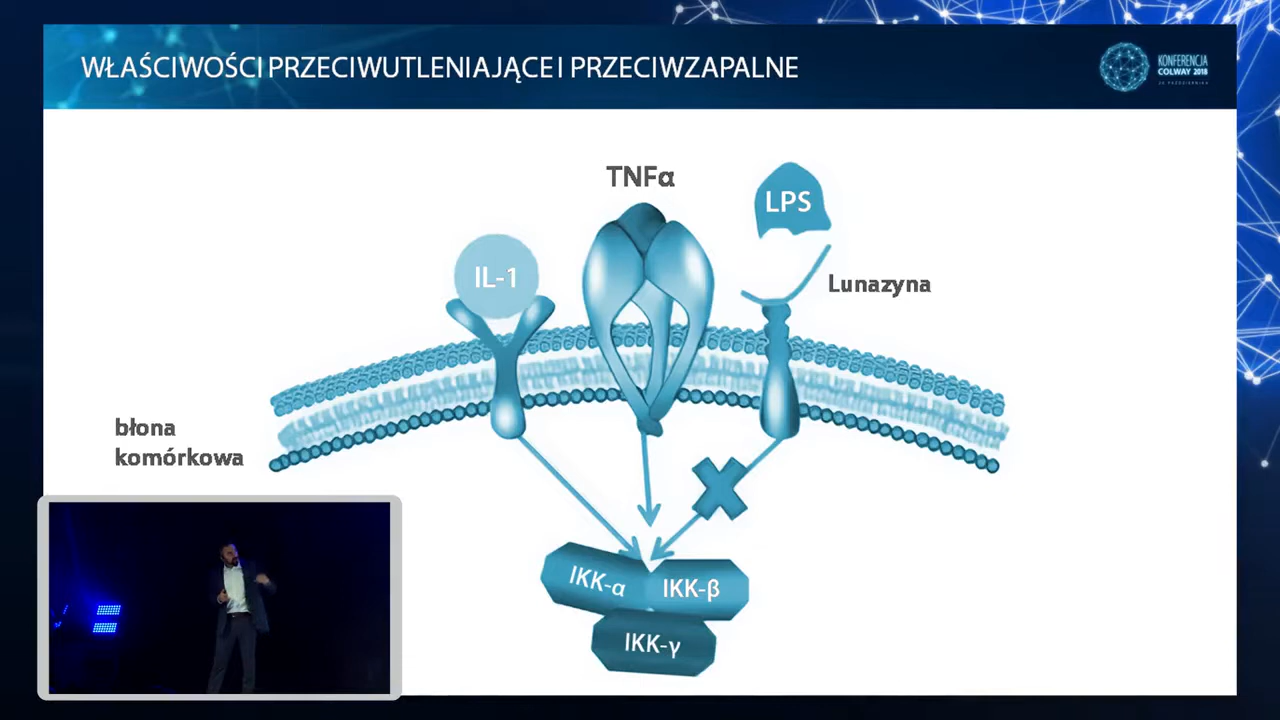 WŁAŚCIWOŚCI PRZECIWUTLENIAJĄCE I PRZECIWZAPALNE
KONFERENCJA
COLWAY 2018
TNFα
LPS
IL-1
Lunazyna
błona
komórkowa
IKK-α
IKK-β
IKK-γ